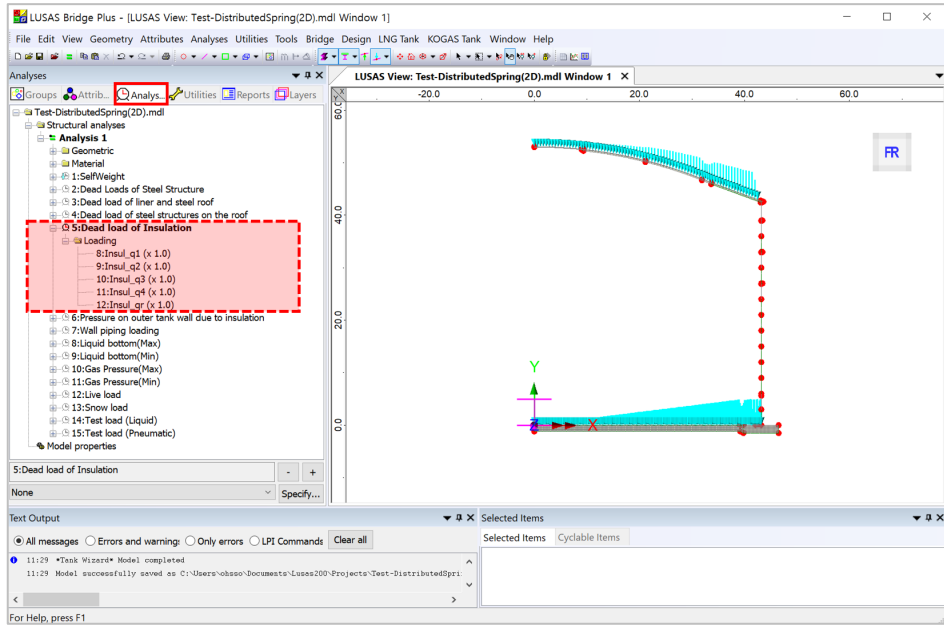 LUSAS Bridge Plus - [LUSAS View: Test-DistributedSpring(2D).mdl Window 1]
File Edit View Geometry Attributes Analyses Utilities Tools Bridge Design LNG Tank KOGAS Tank Window Help
Analyses
LUSAS View: Test-DistributedSpring(2D).mdl Window 1
Groups Attrib... Analys... Utilities Reports Layers
X -20.0 0.0 20.0 40.0 60.0
Y
Test-DistributedSpring(2D).mdl
Structural analyses
Analysis 1
Geometric
Material
1:SelfWeight
2:Dead Loads of Steel Structure
3:Dead load of liner and steel roof
4:Dead load of steel structures on the roof
5:Dead load of Insulation
Loading
8:Insul_q1 (x 1.0)
9:Insul_q2 (x 1.0)
10:Insul_q3 (x 1.0)
11:Insul_q4 (x 1.0)
12:Insul_qr (x 1.0)
6:Pressure on outer tank wall due to insulation
7:Wall piping loading
8:Liquid bottom(Max)
9:Liquid bottom(Min)
10:Gas Pressure(Max)
11:Gas Pressure(Min)
12:Live load
13:Snow load
14:Test load (Liquid)
15:Test load (Pneumatic)
Model properties
60.0
40.0
20.0
0.0
FR
Y
X
5:Dead load of Insulation - +
None Specify...
Text Output
All messages Errors and warning: Only errors LPI Commands Clear all
11:29 *Tank Wizard* Model completed
11:29 Model successfully saved as C:\Users\ohsso\Documents\Lusas200\Projects\Test-DistributedSpri
Selected Items
Selected Items Cyclable Items
For Help, press F1